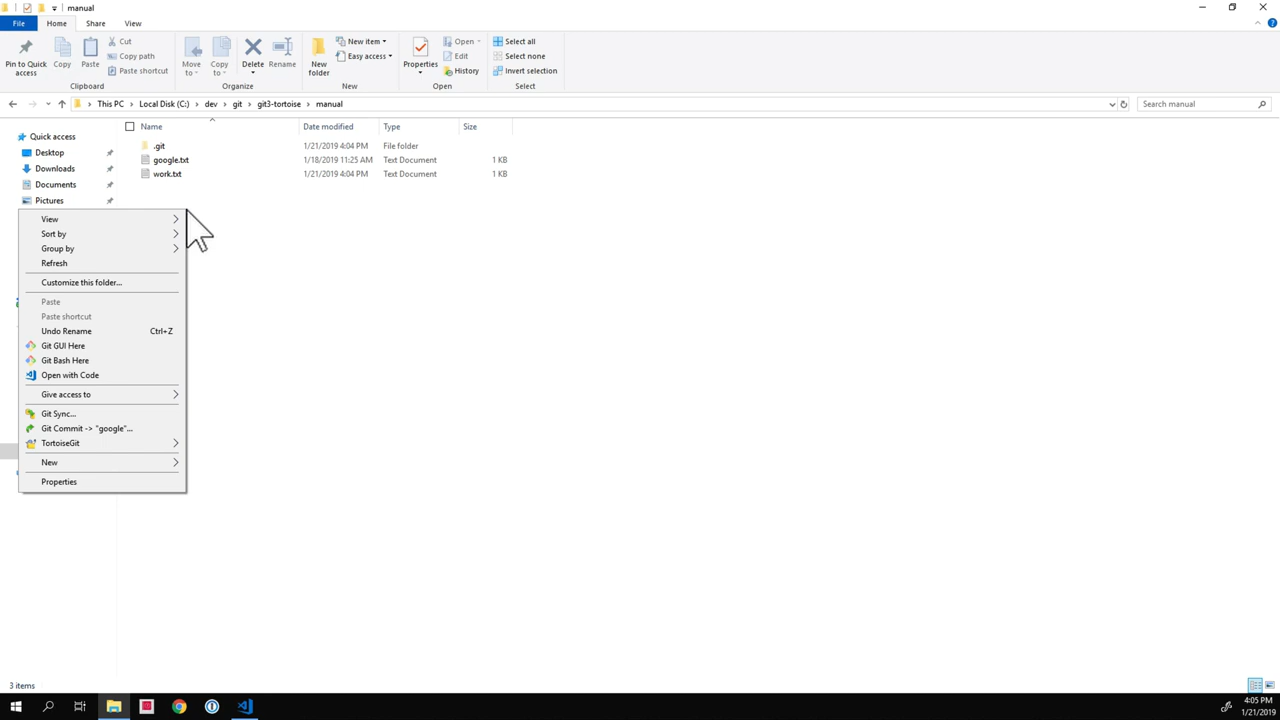 manual
File Home Share View
Pin to Quick access
Copy
Paste
Cut
Copy path
Paste shortcut
Clipboard
Move to
Copy to
Delete
Rename
Organize
New folder
New item
Easy access
New
Properties
Open
Edit
History
Open
Select all
Select none
Invert selection
Select
This PC > Local Disk (C:) > dev > git > git3-tortoise > manual
Search manual
Name Date modified Type Size
.git 1/21/2019 4:04 PM File folder
google.txt 1/18/2019 11:25 AM Text Document 1 KB
work.txt 1/21/2019 4:04 PM Text Document 1 KB
Quick access
Desktop
Downloads
Documents
Pictures
View
Sort by
Group by
Refresh
Customize this folder...
Paste
Paste shortcut
Undo Rename Ctrl+Z
Git GUI Here
Git Bash Here
Open with Code
Give access to
Git Sync...
Git Commit -> "google"...
TortoiseGit
New
Properties
3 items
4:05 PM
1/21/2019